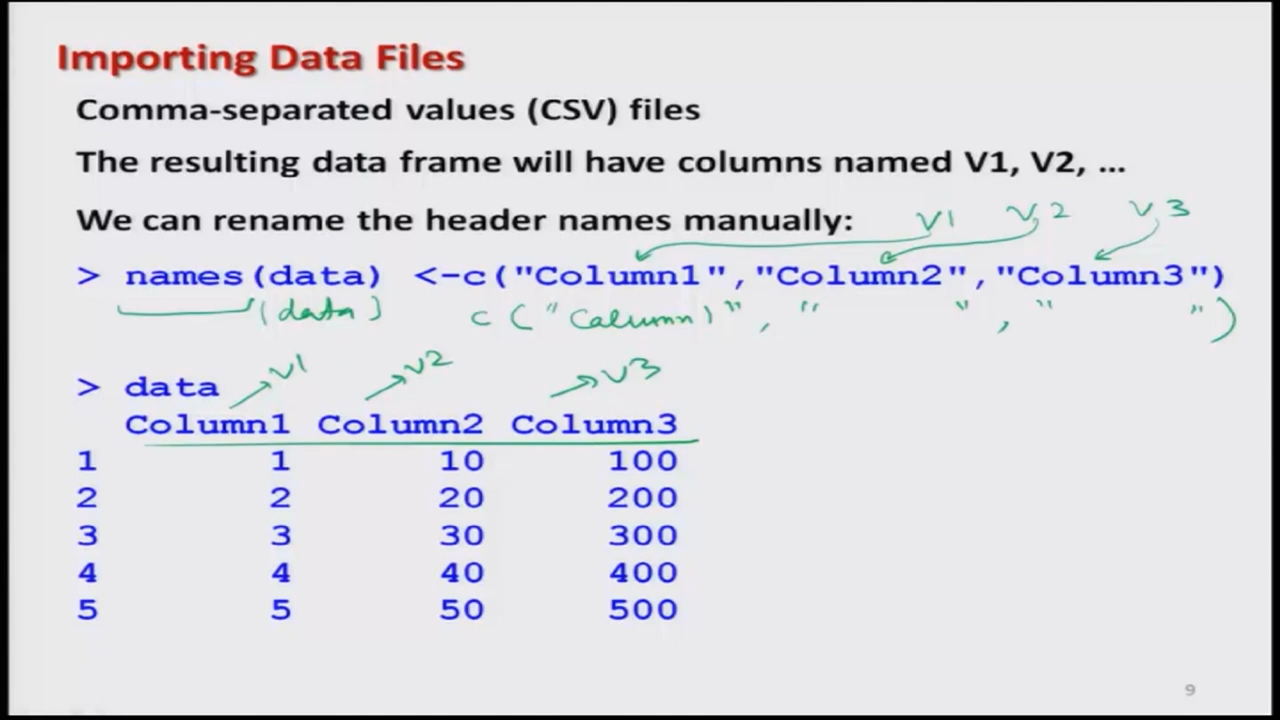 Importing Data Files
Comma-separated values (CSV) files
The resulting data frame will have columns named V1, V2, ...
We can rename the header names manually:
V1 V2 V3
> names(data) <-c("Column1","Column2","Column3")
(data) c("Column1", " ", " ")
V1 V2 V3
> data
Column1 Column2 Column3
1 1 10 100
2 2 20 200
3 3 30 300
4 4 40 400
5 5 50 500
9